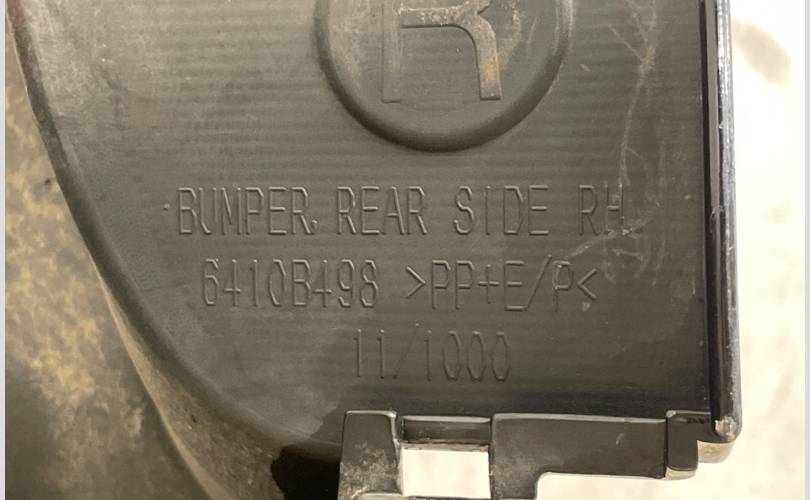 R
BUMPER, REAR SIDE RH
6410B498 >PP+E/P<
11/1000